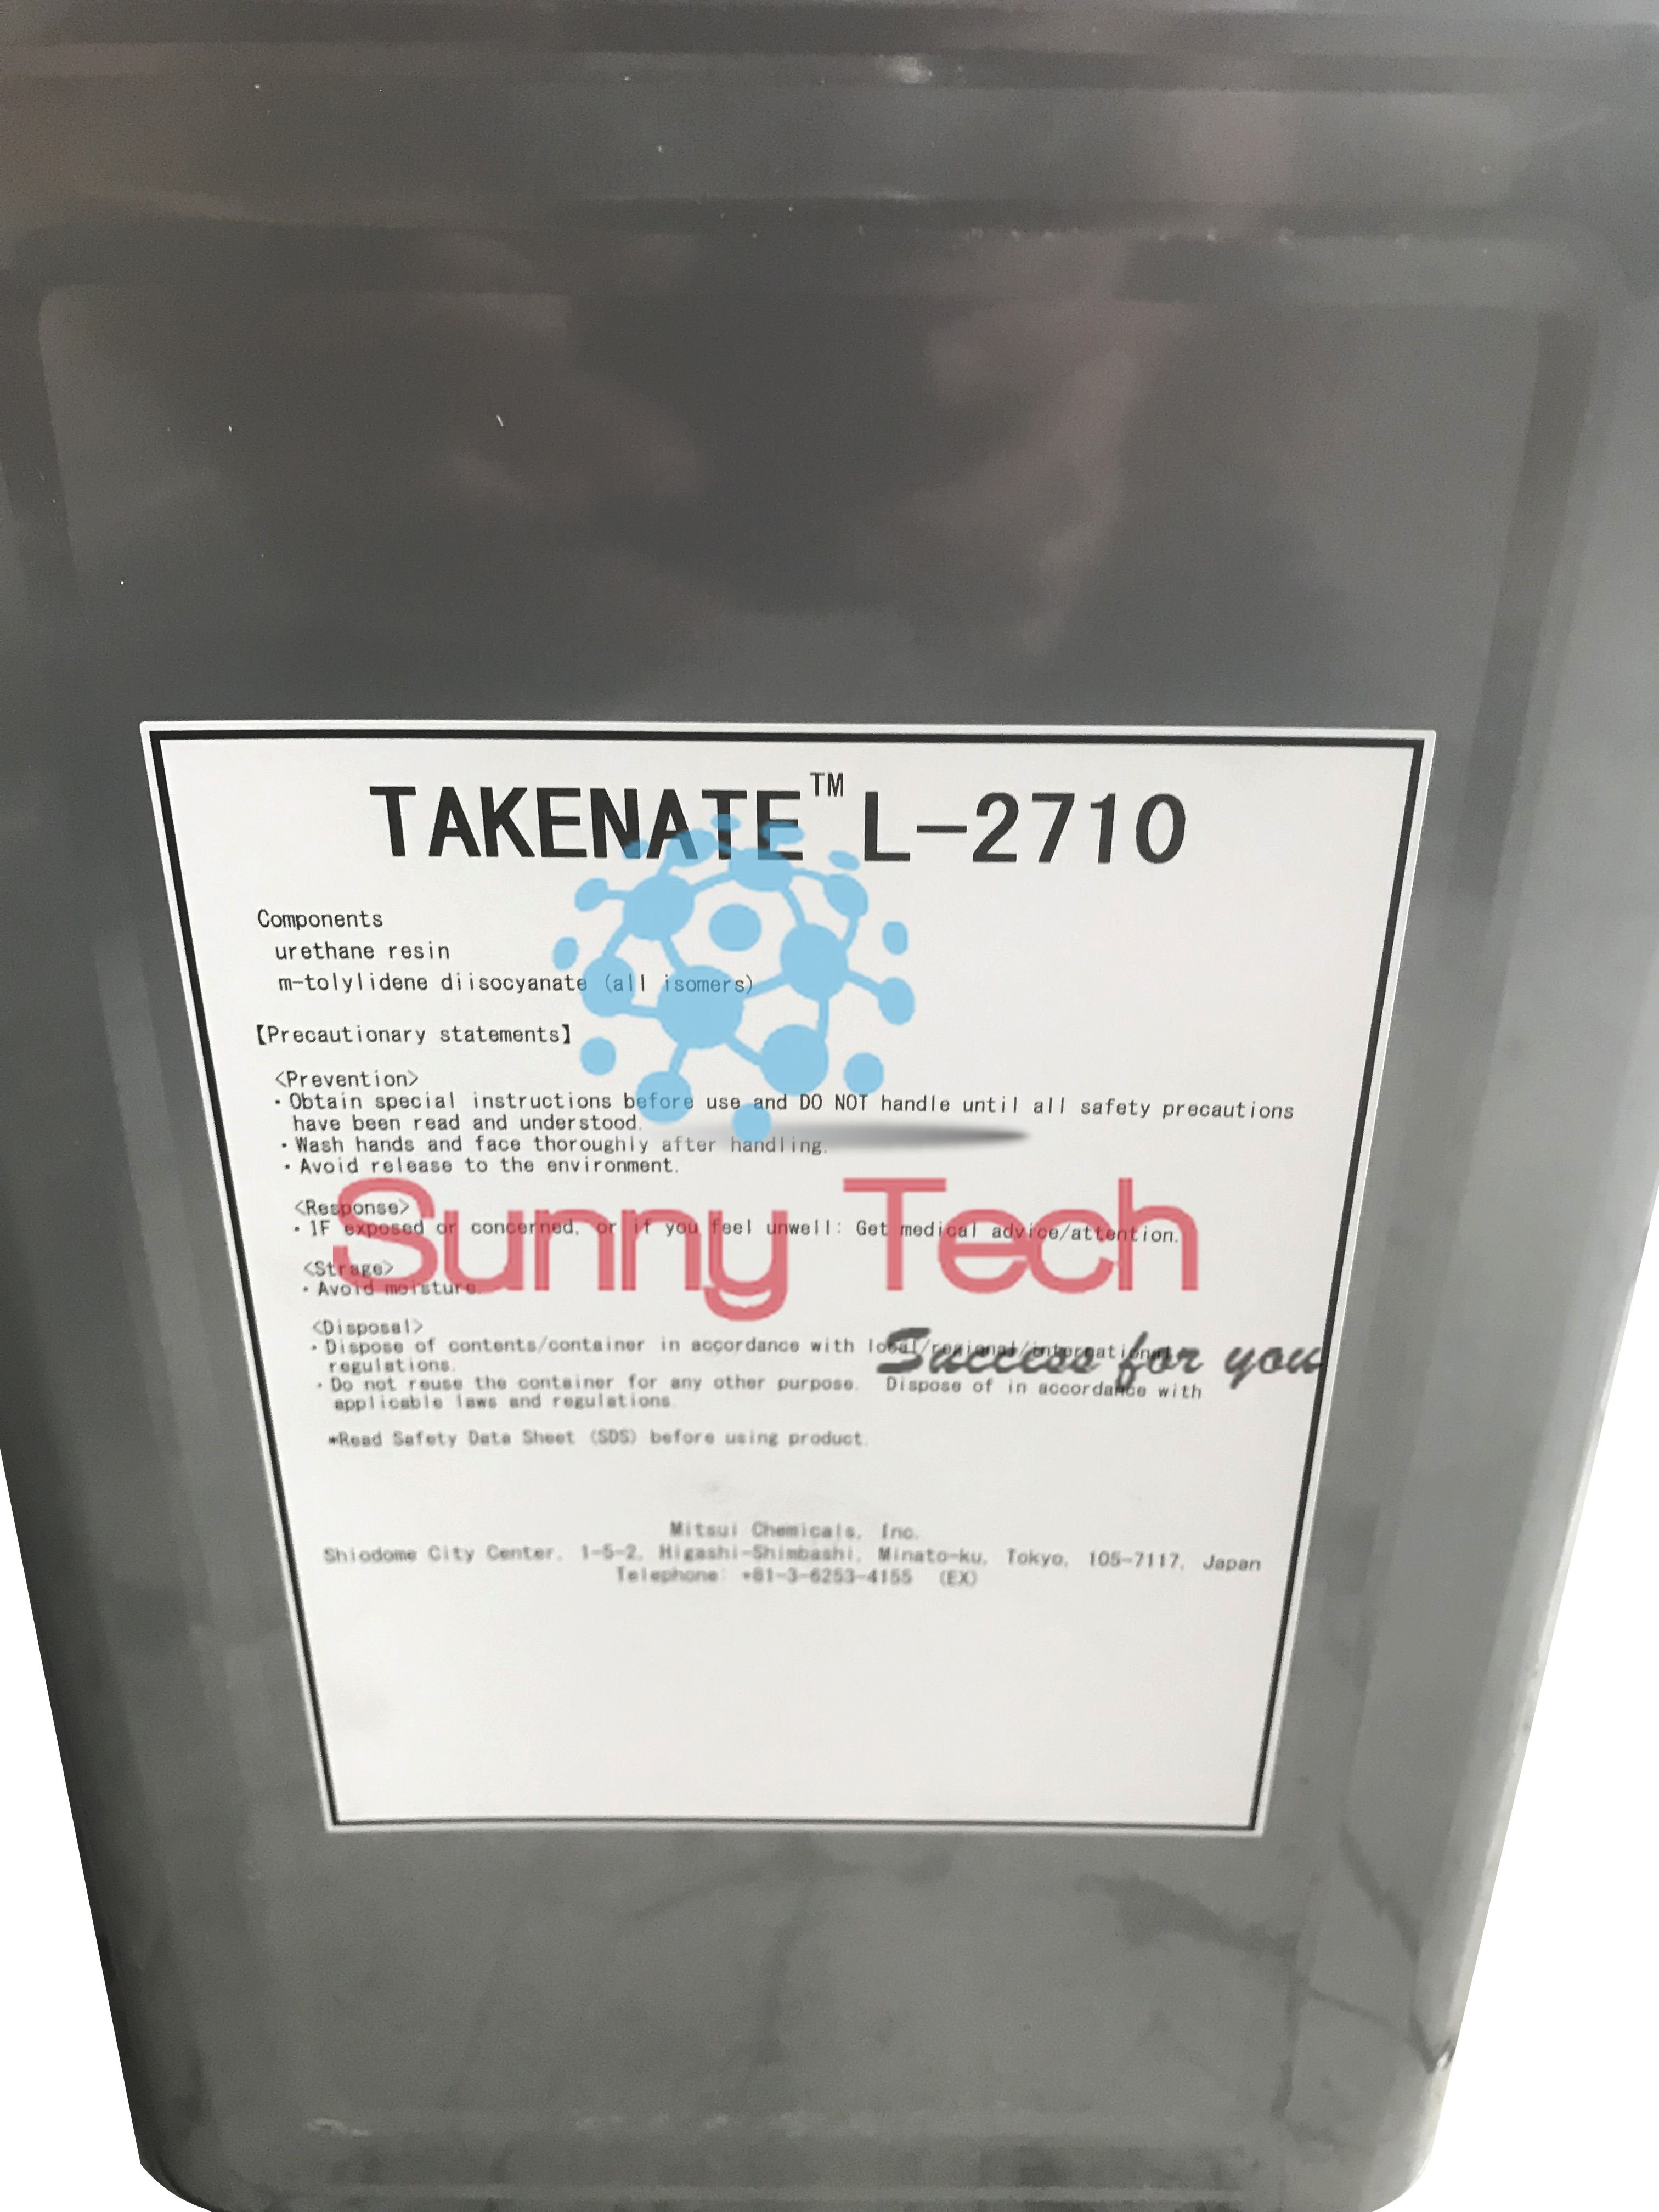 TAKENATE™ L-2710
Components
urethane resin
m-tolylidene diisocyanate (all isomers)
【Precautionary statements】
<Prevention>
・Obtain special instructions before use and DO NOT handle until all safety precautions
have been read and understood.
・Wash hands and face thoroughly after handling.
・Avoid release to the environment.
Sunny Tech
<Response>
・IF exposed or concerned, or if you feel unwell: Get medical advice/attention.
<Strage>
・Avoid moisture.
Success for you
<Disposal>
・Dispose of contents/container in accordance with local/regional/international
regulations.
・Do not reuse the container for any other purpose. Dispose of in accordance with
applicable laws and regulations.
*Read Safety Data Sheet (SDS) before using product.
Mitsui Chemicals, Inc.
Shiodome City Center, 1-5-2, Higashi-Shimbashi, Minato-ku, Tokyo, 105-7117, Japan
Telephone: +81-3-6253-4155 (EX)